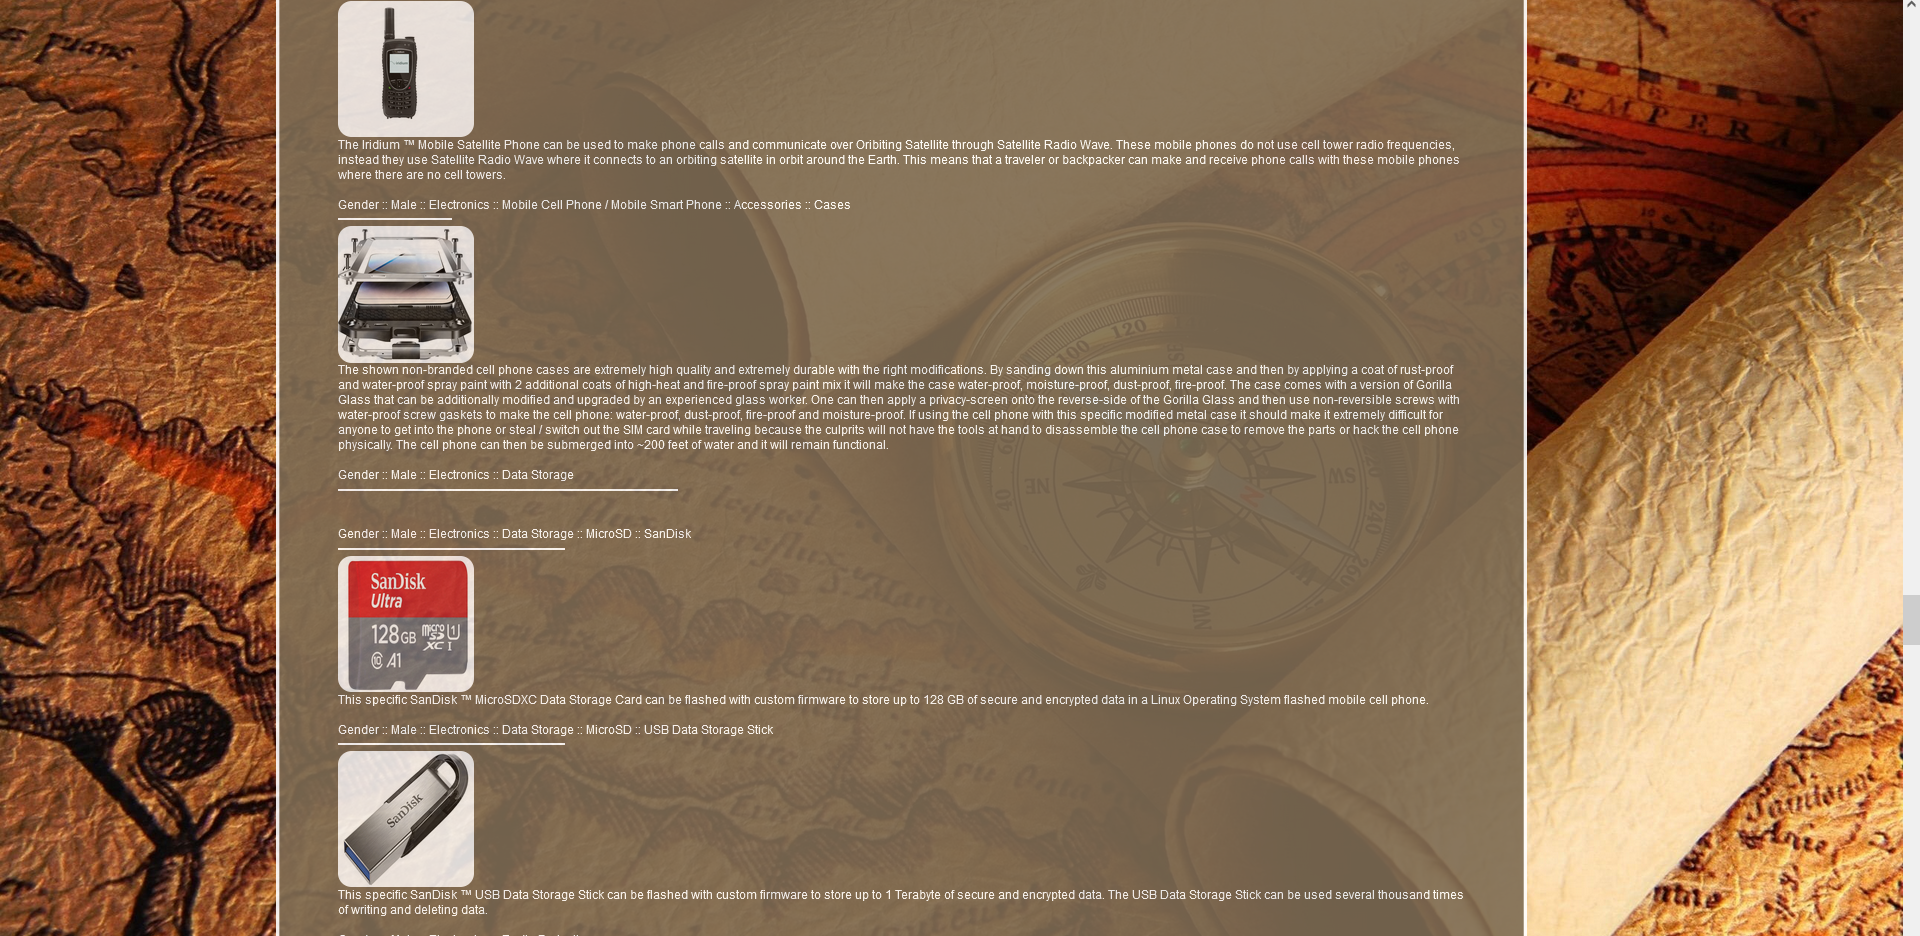 The Iridium ™ Mobile Satellite Phone can be used to make phone calls and communicate over Oribiting Satellite through Satellite Radio Wave. These mobile phones do not use cell tower radio frequencies,
instead they use Satellite Radio Wave where it connects to an orbiting satellite in orbit around the Earth. This means that a traveler or backpacker can make and receive phone calls with these mobile phones
where there are no cell towers.
Gender :: Male :: Electronics :: Mobile Cell Phone / Mobile Smart Phone :: Accessories :: Cases
The shown non-branded cell phone cases are extremely high quality and extremely durable with the right modifications. By sanding down this aluminium metal case and then by applying a coat of rust-proof
and water-proof spray paint with 2 additional coats of high-heat and fire-proof spray paint mix it will make the case water-proof, moisture-proof, dust-proof, fire-proof. The case comes with a version of Gorilla
Glass that can be additionally modified and upgraded by an experienced glass worker. One can then apply a privacy-screen onto the reverse-side of the Gorilla Glass and then use non-reversible screws with
water-proof screw gaskets to make the cell phone: water-proof, dust-proof, fire-proof and moisture-proof. If using the cell phone with this specific modified metal case it should make it extremely difficult for
anyone to get into the phone or steal / switch out the SIM card while traveling because the culprits will not have the tools at hand to disassemble the cell phone case to remove the parts or hack the cell phone
physically. The cell phone can then be submerged into ~200 feet of water and it will remain functional.
Gender :: Male :: Electronics :: Data Storage
Gender :: Male :: Electronics :: Data Storage :: MicroSD :: SanDisk
SanDisk
Ultra
128 GB micro SD XC I 1
10 A1
This specific SanDisk ™ MicroSDXC Data Storage Card can be flashed with custom firmware to store up to 128 GB of secure and encrypted data in a Linux Operating System flashed mobile cell phone.
Gender :: Male :: Electronics :: Data Storage :: MicroSD :: USB Data Storage Stick
SanDisk
This specific SanDisk ™ USB Data Storage Stick can be flashed with custom firmware to store up to 1 Terabyte of secure and encrypted data. The USB Data Storage Stick can be used several thousand times
of writing and deleting data.
TEMPERA
120
100
60
40
NE
SW
240
260
NW